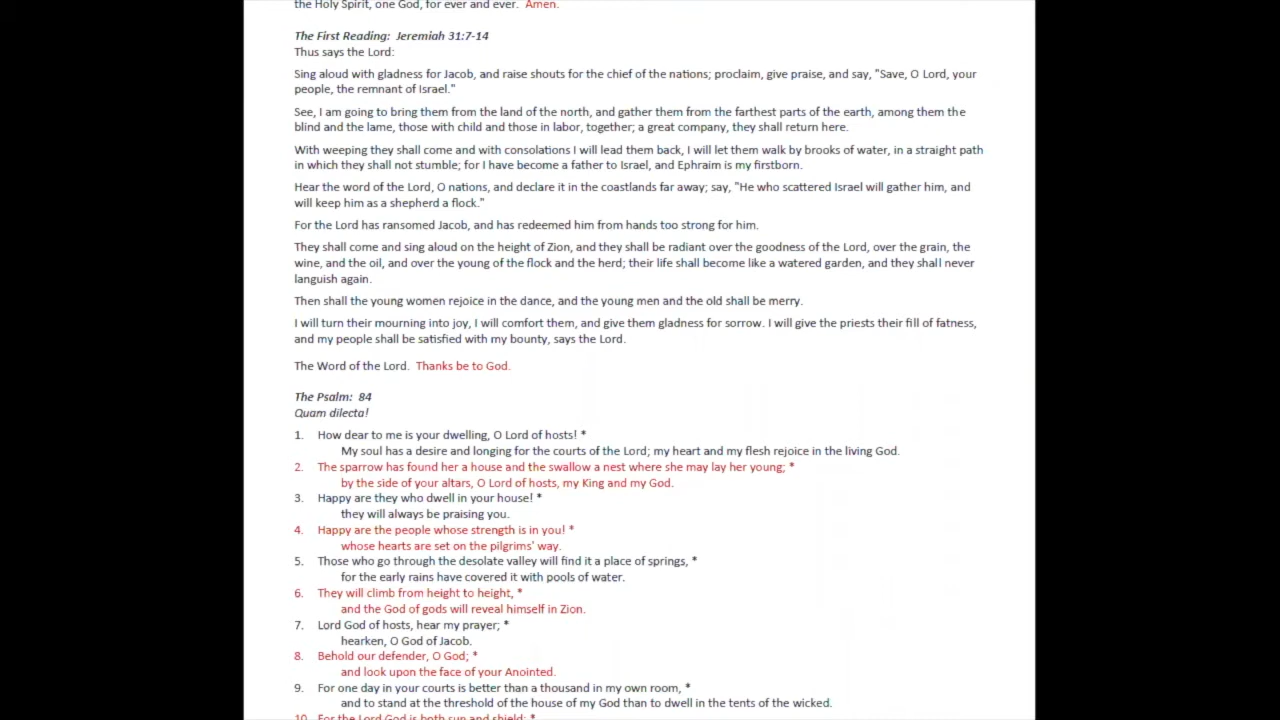 the Holy Spirit, one God, for ever and ever. Amen.
The First Reading: Jeremiah 31:7-14
Thus says the Lord:
Sing aloud with gladness for Jacob, and raise shouts for the chief of the nations; proclaim, give praise, and say, "Save, O Lord, your
people, the remnant of Israel."
See, I am going to bring them from the land of the north, and gather them from the farthest parts of the earth, among them the
blind and the lame, those with child and those in labor, together; a great company, they shall return here.
With weeping they shall come and with consolations I will lead them back, I will let them walk by brooks of water, in a straight path
in which they shall not stumble; for I have become a father to Israel, and Ephraim is my firstborn.
Hear the word of the Lord, O nations, and declare it in the coastlands far away; say, "He who scattered Israel will gather him, and
will keep him as a shepherd a flock."
For the Lord has ransomed Jacob, and has redeemed him from hands too strong for him.
They shall come and sing aloud on the height of Zion, and they shall be radiant over the goodness of the Lord, over the grain, the
wine, and the oil, and over the young of the flock and the herd; their life shall become like a watered garden, and they shall never
languish again.
Then shall the young women rejoice in the dance, and the young men and the old shall be merry.
I will turn their mourning into joy, I will comfort them, and give them gladness for sorrow. I will give the priests their fill of fatness,
and my people shall be satisfied with my bounty, says the Lord.
The Word of the Lord. Thanks be to God.
The Psalm: 84
Quam dilecta!
1. How dear to me is your dwelling, O Lord of hosts! *
My soul has a desire and longing for the courts of the Lord; my heart and my flesh rejoice in the living God.
2. The sparrow has found her a house and the swallow a nest where she may lay her young; *
by the side of your altars, O Lord of hosts, my King and my God.
3. Happy are they who dwell in your house! *
they will always be praising you.
4. Happy are the people whose strength is in you! *
whose hearts are set on the pilgrims' way.
5. Those who go through the desolate valley will find it a place of springs, *
for the early rains have covered it with pools of water.
6. They will climb from height to height, *
and the God of gods will reveal himself in Zion.
7. Lord God of hosts, hear my prayer; *
hearken, O God of Jacob.
8. Behold our defender, O God; *
and look upon the face of your Anointed.
9. For one day in your courts is better than a thousand in my own room, *
and to stand at the threshold of the house of my God than to dwell in the tents of the wicked.
10. For the Lord God is both sun and shield; *